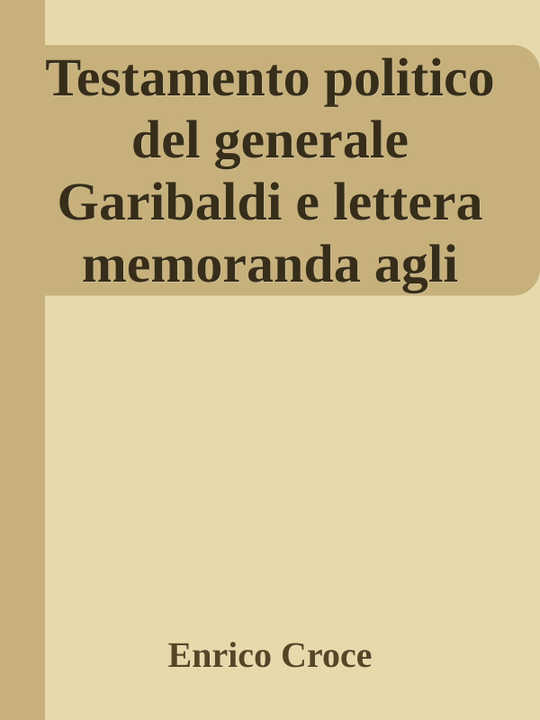 Testamento politico
del generale
Garibaldi e lettera
memoranda agli
Enrico Croce